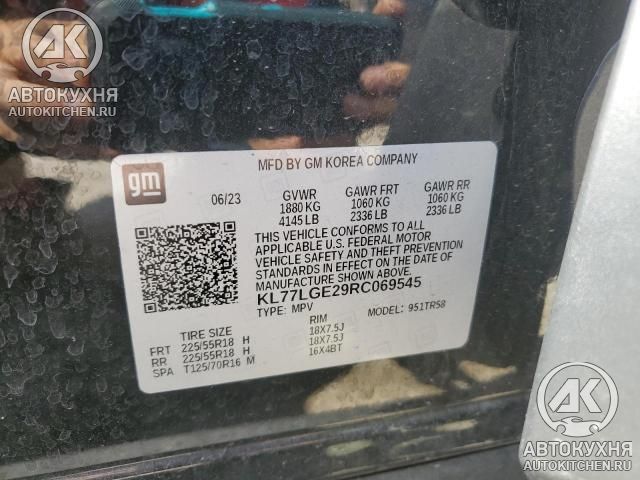 AK
АВТОКУХНЯ
AUTOKITCHEN.RU
MFD BY GM KOREA COMPANY
gm
06/23 GVWR GAWR FRT GAWR RR
1880 KG 1060 KG 1060 KG
4145 LB 2336 LB 2336 LB
THIS VEHICLE CONFORMS TO ALL
APPLICABLE U.S. FEDERAL MOTOR
VEHICLE SAFETY AND THEFT PREVENTION
STANDARDS IN EFFECT ON THE DATE OF
MANUFACTURE SHOWN ABOVE.
KL77LGE29RC069545
TYPE: MPV MODEL: 951TR58
TIRE SIZE RIM
FRT 225/55R18 H 18X7.5J
RR 225/55R18 H 18X7.5J
SPA T125/70R16 M 16X4BT
AK
АВТОКУХНЯ
AUTOKITCHEN.RU